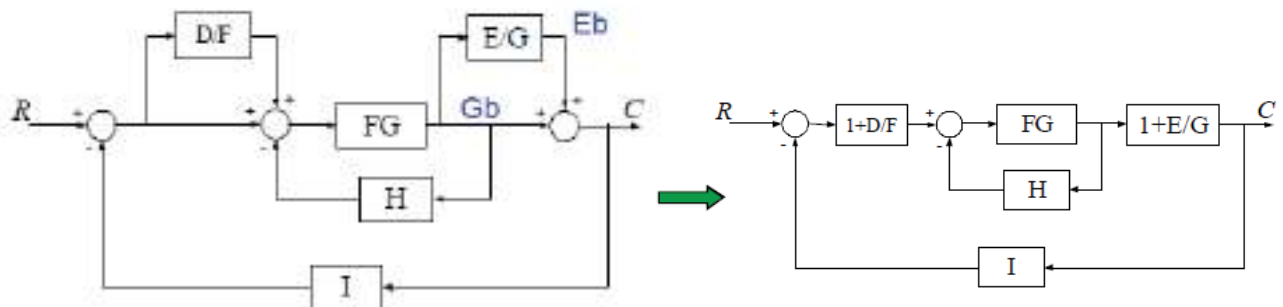 D/F
E/G
Eb
R
+
-
+
+
-
FG
Gb
+
+
C
H
I
R
+
-
1+D/F
+
-
FG
1+E/G
C
H
I